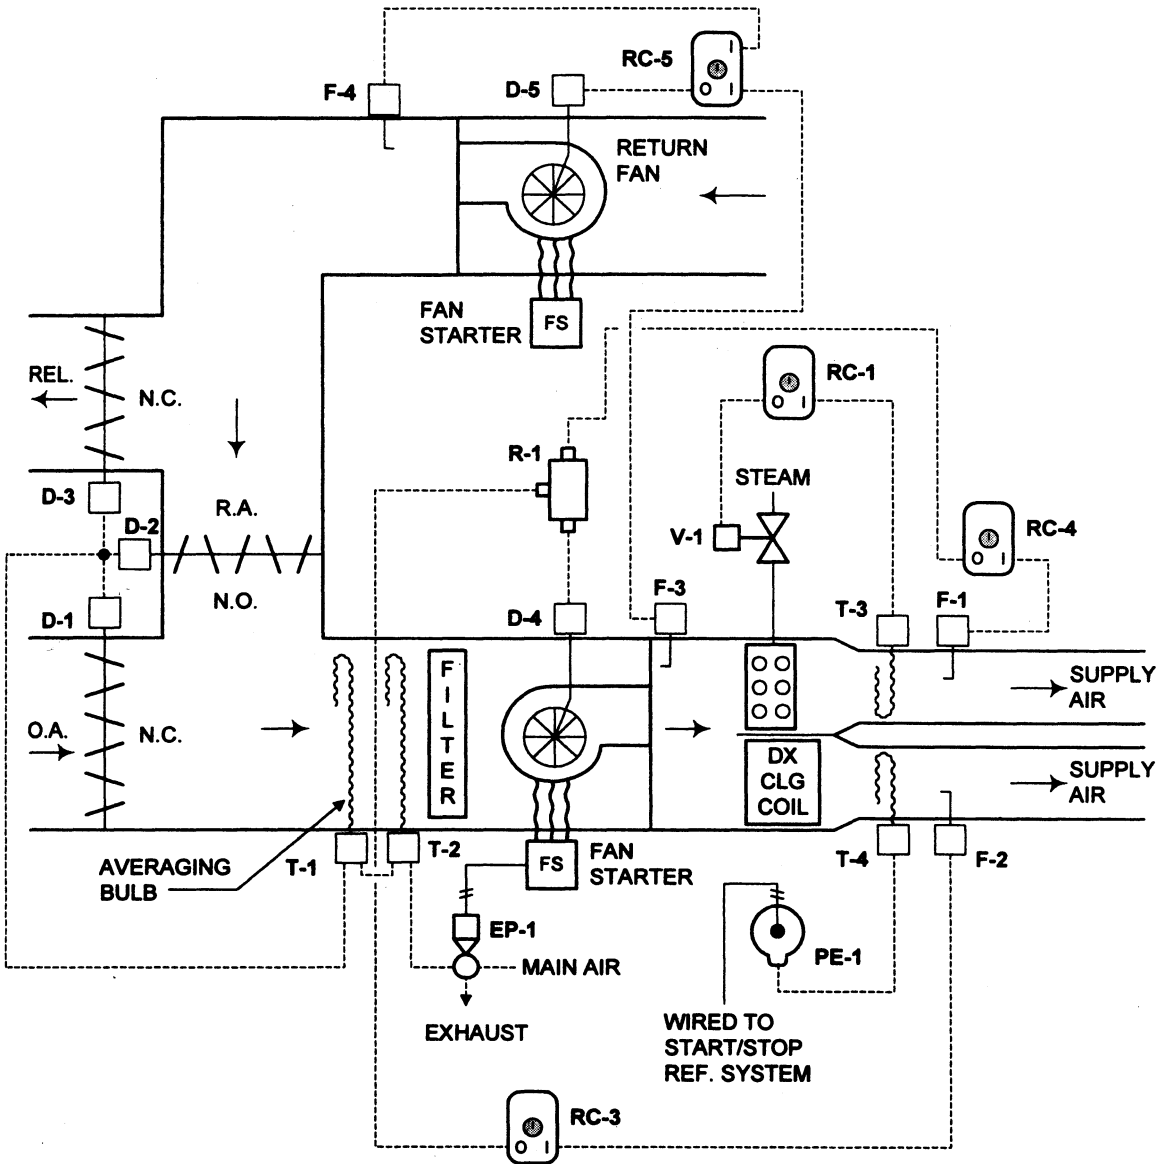 RC-5
I
O I
F-4
D-5
RETURN
FAN
FAN
STARTER
FS
REL.
N.C.
RC-1
O I
R-1
STEAM
D-3
R.A.
D-2
V-1
RC-4
O I
N.O.
F-3
D-1
D-4
T-3
F-1
FILTER
SUPPLY
AIR
O.A.
N.C.
DX
CLG
COIL
SUPPLY
AIR
AVERAGING
BULB
T-1
T-2
FS
FAN
STARTER
T-4
F-2
EP-1
MAIN AIR
PE-1
EXHAUST
WIRED TO
START/STOP
REF. SYSTEM
RC-3
O I